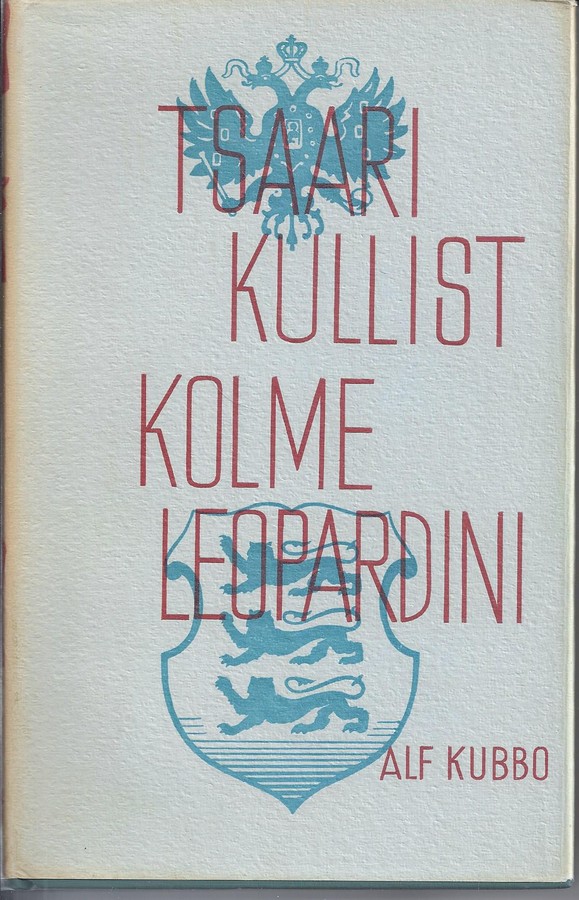 TSAARI
KULLIST
KOLME
LEOPARDINI
ALF KUBBO